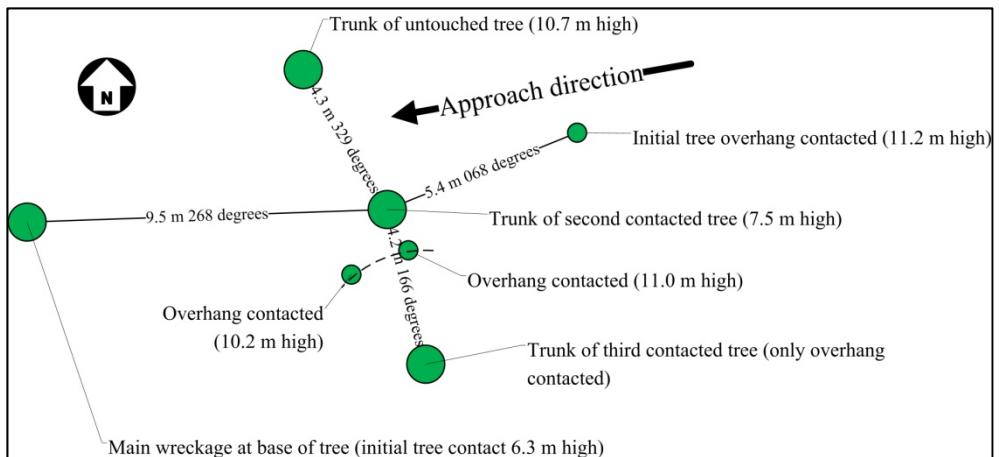 Trunk of untouched tree (10.7 m high)
N
Approach direction
4.3 m 329 degrees
Initial tree overhang contacted (11.2 m high)
5.4 m 068 degrees
9.5 m 268 degrees
Trunk of second contacted tree (7.5 m high)
4.2 m 166 degrees
Overhang contacted (11.0 m high)
Overhang contacted
(10.2 m high)
Trunk of third contacted tree (only overhang
contacted)
Main wreckage at base of tree (initial tree contact 6.3 m high)